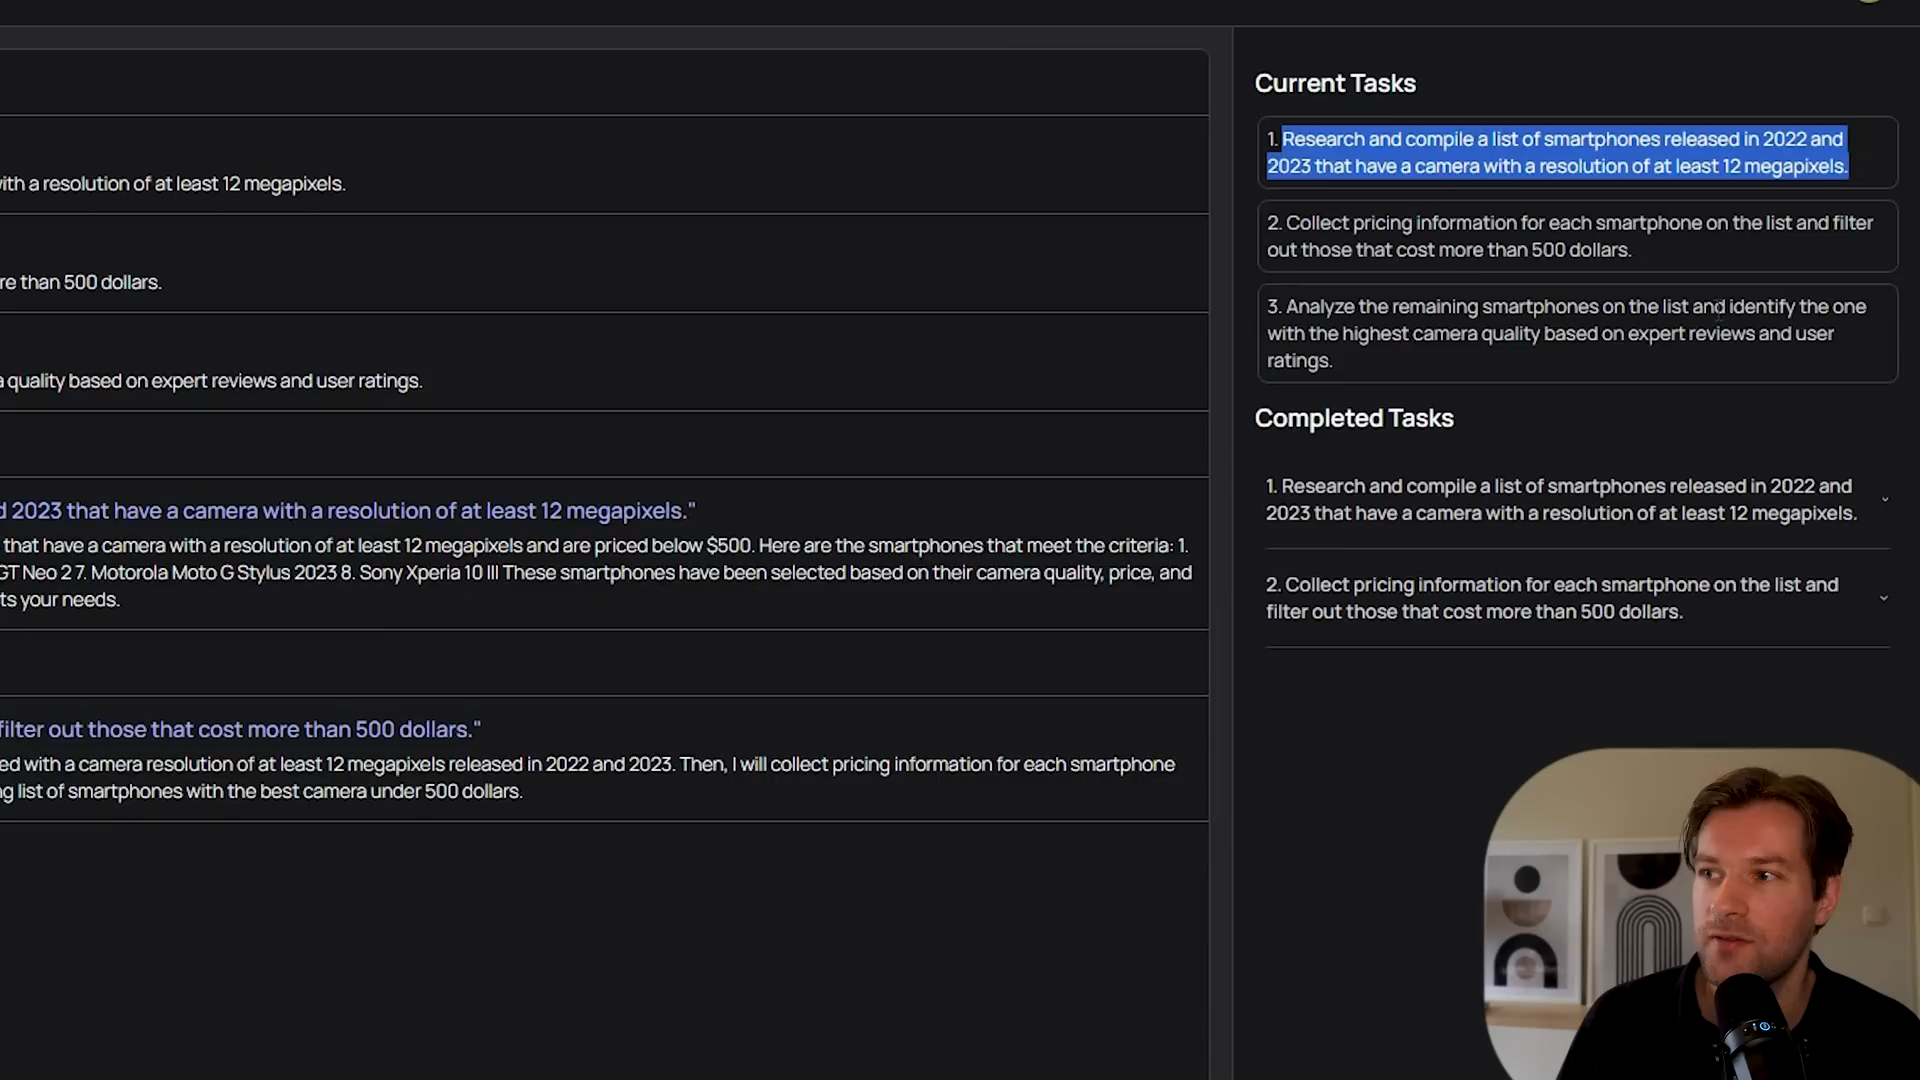 ith a resolution of at least 12 megapixels.
re than 500 dollars.
a quality based on expert reviews and user ratings.
d 2023 that have a camera with a resolution of at least 12 megapixels."
that have a camera with a resolution of at least 12 megapixels and are priced below $500. Here are the smartphones that meet the criteria: 1.
GT Neo 2 7. Motorola Moto G Stylus 2023 8. Sony Xperia 10 III These smartphones have been selected based on their camera quality, price, and
ts your needs.
filter out those that cost more than 500 dollars."
ed with a camera resolution of at least 12 megapixels released in 2022 and 2023. Then, I will collect pricing information for each smartphone
ng list of smartphones with the best camera under 500 dollars.
Current Tasks
1. Research and compile a list of smartphones released in 2022 and
2023 that have a camera with a resolution of at least 12 megapixels.
2. Collect pricing information for each smartphone on the list and filter
out those that cost more than 500 dollars.
3. Analyze the remaining smartphones on the list and identify the one
with the highest camera quality based on expert reviews and user
ratings.
Completed Tasks
1. Research and compile a list of smartphones released in 2022 and
2023 that have a camera with a resolution of at least 12 megapixels.
2. Collect pricing information for each smartphone on the list and
filter out those that cost more than 500 dollars.